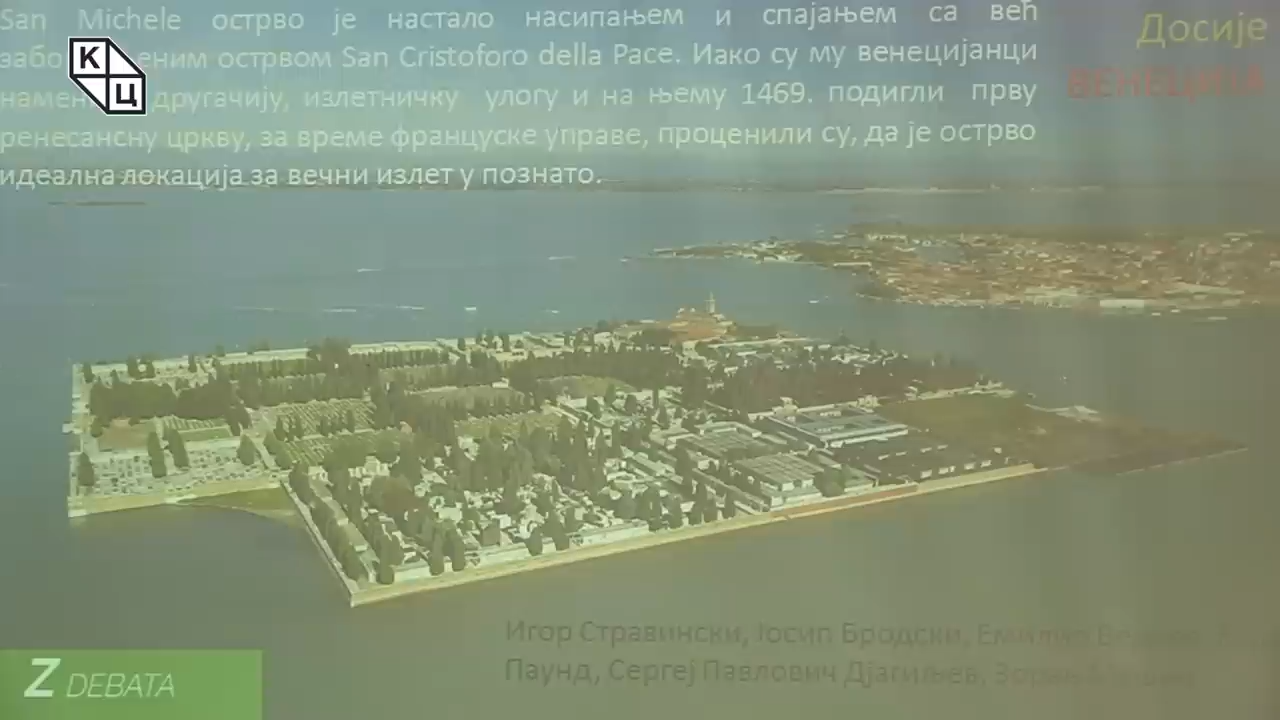 San Michele острво је настало насипањем и спајањем са већ
острвом San Cristoforo della Pace. Иако су му венецијанци
другачију, излетничку улогу и на њему 1469. подигли прву
ренесансну цркву, за време француске управе, проценили су, да је острво
идеална локација за вечни излет у познато.
Досије
ВЕНЕЦИЈА
КЦ
Игор Стравински, Јосип Бродски,
Паунд, Сергеј Павлович Дјагиљев,
Z DEBATA